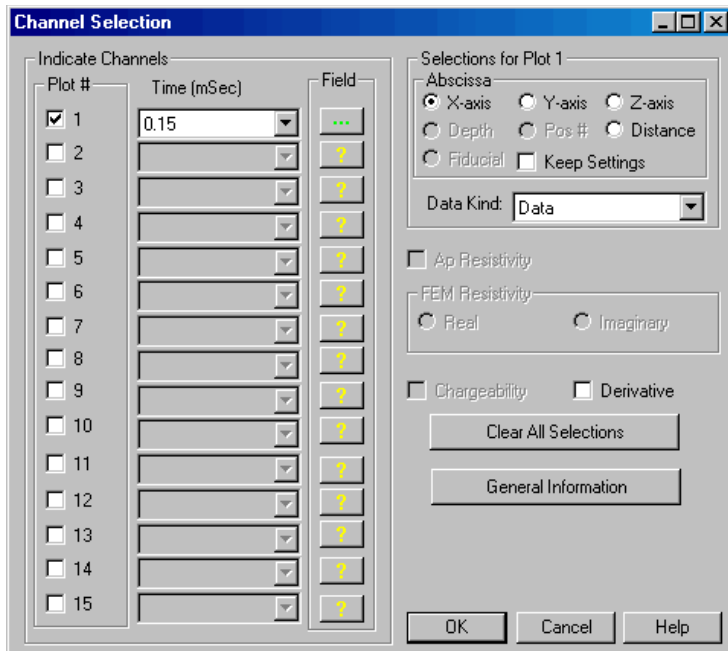 Channel Selection
Indicate Channels
Plot #
Time (mSec)
Field
1
0.15
...
2
?
3
?
4
?
5
?
6
?
7
?
8
?
9
?
10
?
11
?
12
?
13
?
14
?
15
?
Selections for Plot 1
Abscissa
X-axis Y-axis Z-axis
Depth Pos # Distance
Fiducial Keep Settings
Data Kind: Data
Ap Resistivity
FEM Resistivity
Real Imaginary
Chargeability Derivative
Clear All Selections
General Information
OK Cancel Help